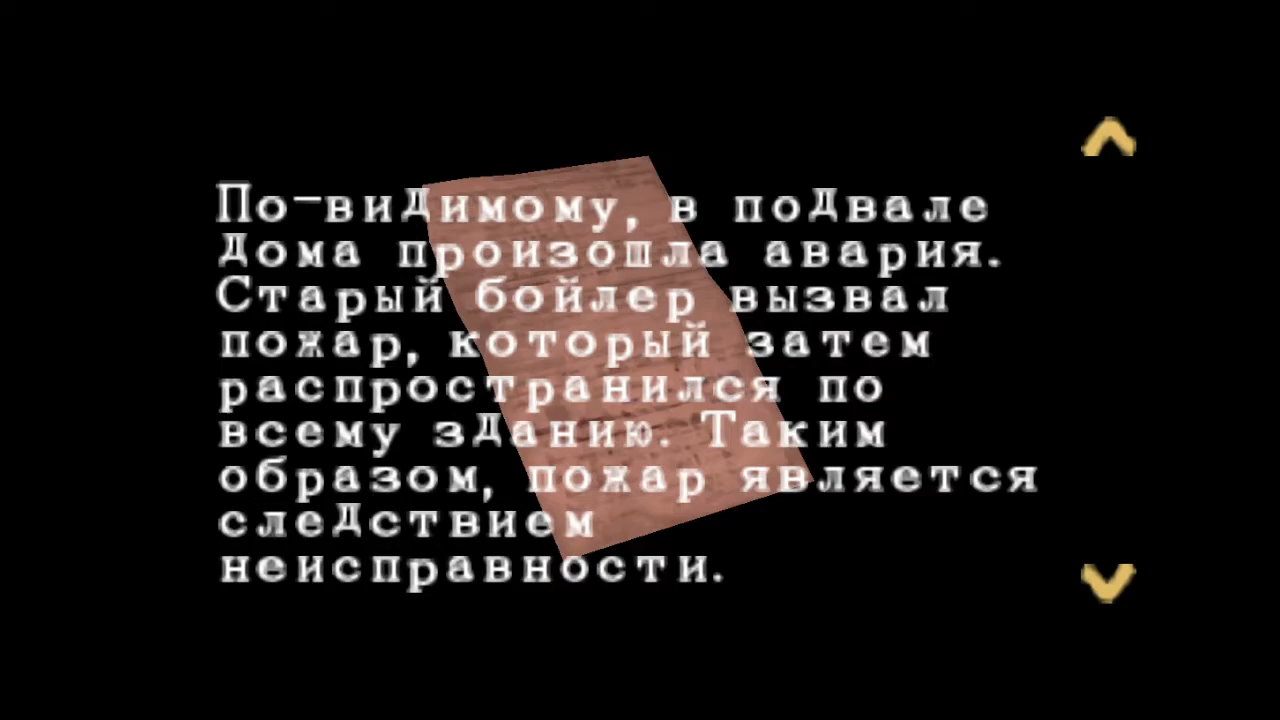 По-видимому, в подвале
Дома произошла авария.
Старый бойлер вызвал
пожар, который затем
распространился по
всему зданию. Таким
образом, пожар является
следствием
неисправности.